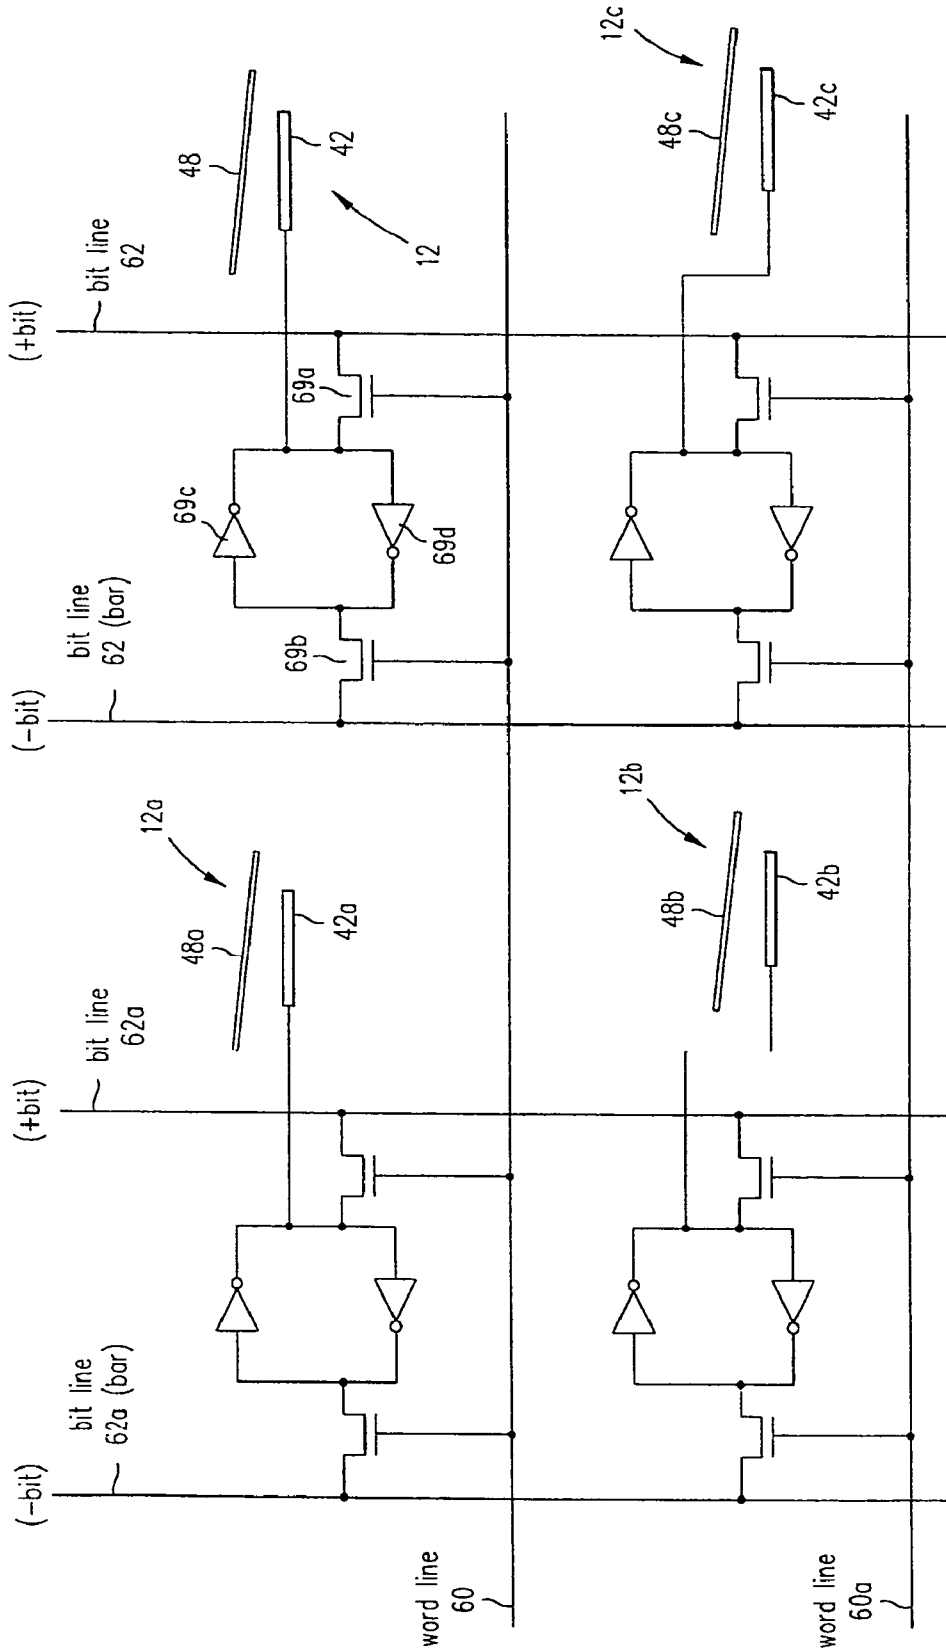 (−bit)
(+bit)
(−bit)
(+bit)
bit line
62a (bar)
bit line
62a
bit line
62 (bar)
bit line
62
12a
48a
42a
69c
69b
69d
69a
48
42
12
word line
60
12b
48b
42b
12c
48c
42c
word line
60a